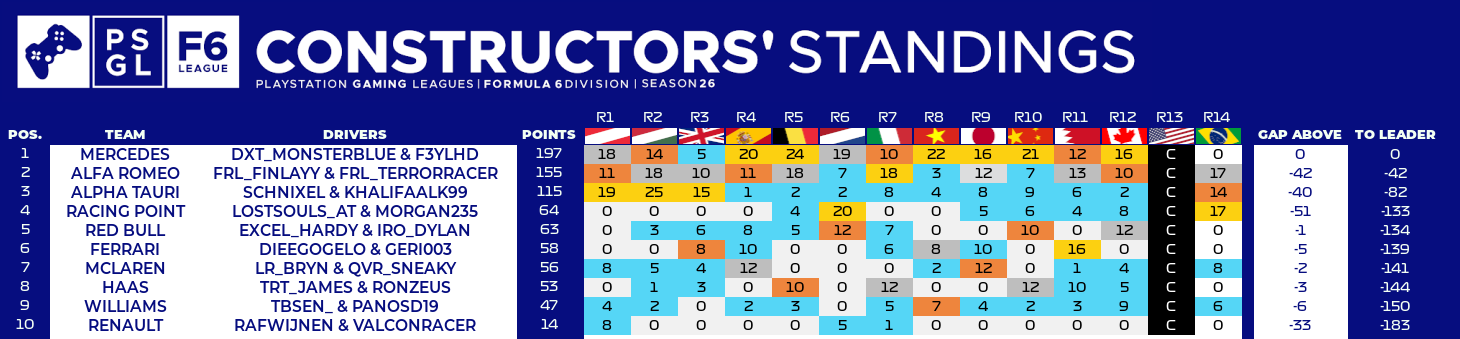 PS GL
F6 LEAGUE
CONSTRUCTORS' STANDINGS
PLAYSTATION GAMING LEAGUES | FORMULA 6 DIVISION | SEASON 26
R1 R2 R3 R4 R5 R6 R7 R8 R9 R10 R11 R12 R13 R14
POS. TEAM DRIVERS POINTS GAP ABOVE TO LEADER
1 MERCEDES DXT_MONSTERBLUE & F3YLHD 197 18 14 5 20 24 19 10 22 16 21 12 16 C 0 0 0
2 ALFA ROMEO FRL_FINLAYY & FRL_TERRORRACER 155 11 18 10 11 18 7 18 3 12 7 13 10 C 17 -42 -42
3 ALPHA TAURI SCHNIXEL & KHALIFAALK99 115 19 25 15 1 2 2 8 4 8 9 6 2 C 14 -40 -82
4 RACING POINT LOSTSOULS_AT & MORGAN235 64 0 0 0 0 4 20 0 0 5 6 4 8 C 17 -51 -133
5 RED BULL EXCEL_HARDY & IRO_DYLAN 63 0 3 6 8 5 12 7 0 0 10 0 12 C 0 -1 -134
6 FERRARI DIEEGOGELO & GERI003 58 0 0 8 10 0 0 6 8 10 0 16 0 C 0 -5 -139
7 MCLAREN LR_BRYN & QVR_SNEAKY 56 8 5 4 12 0 0 0 2 12 0 1 4 C 8 -2 -141
8 HAAS TRT_JAMES & RONZEUS 53 0 1 3 0 10 0 12 0 0 12 10 5 C 0 -3 -144
9 WILLIAMS TBSEN_ & PANOSD19 47 4 2 0 2 3 0 5 7 4 2 3 9 C 6 -6 -150
10 RENAULT RAFWIJNEN & VALCONRACER 14 8 0 0 0 0 5 1 0 0 0 0 0 C 0 -33 -183